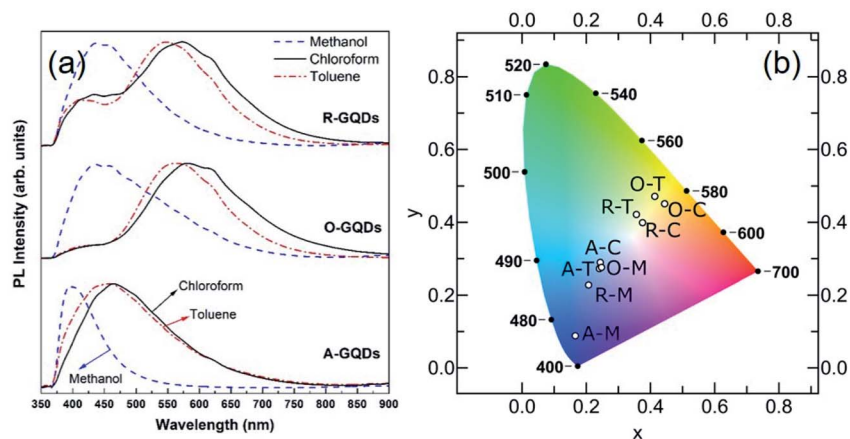 (a)
Methanol
Chloroform
Toluene
R-GQDs
O-GQDs
Chloroform
Toluene
Methanol
A-GQDs
PL Intensity (arb. units)
350 400 450 500 550 600 650 700 750 800 850 900
Wavelength (nm)
(b)
0.0 0.2 0.4 0.6 0.8
0.8 0.8
0.6 0.6
0.4 0.4
0.2 0.2
0.0 0.0
520
510
540
560
500
580
600
490
700
480
400
O-T
O-C
R-T
R-C
A-C
A-T
O-M
R-M
A-M
y
0.0 0.2 0.4 0.6 0.8
x